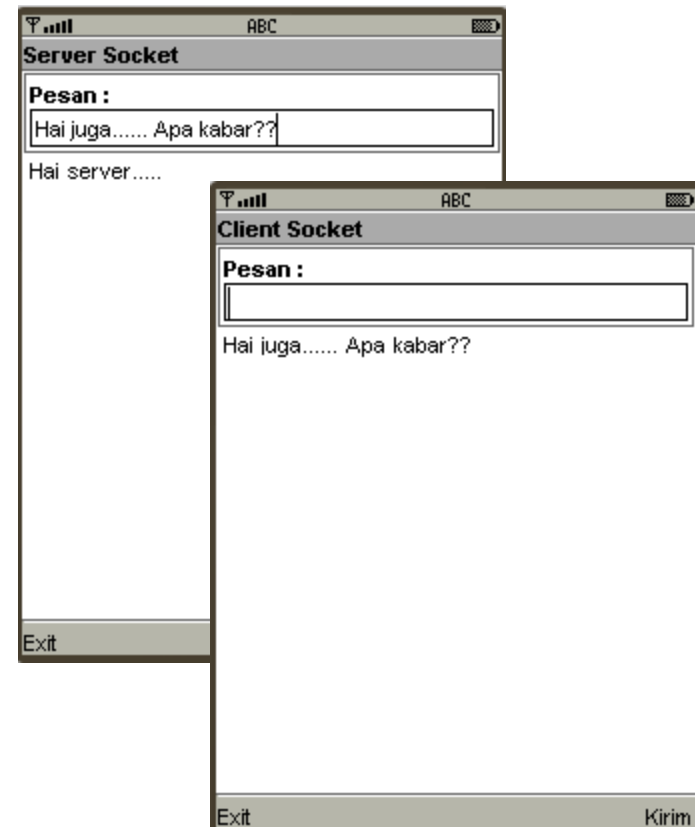 ABC
Server Socket
Pesan :
Hai juga...... Apa kabar??
Hai server.....
Exit
ABC
Client Socket
Pesan :
Hai juga...... Apa kabar??
Exit Kirim